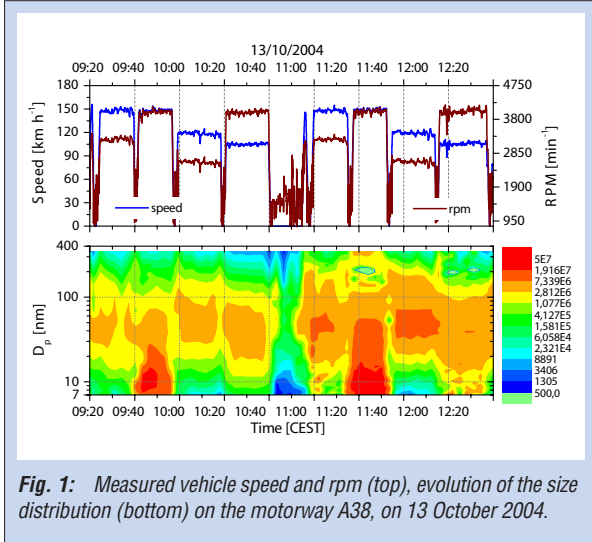 13/10/2004
09:20 09:40 10:00 10:20 10:40 11:00 11:20 11:40 12:00 12:20
180 4750
150 3800
120
90 2850
60 1900
30
0 950
Speed [km h⁻¹]
RPM [min⁻¹]
speed rpm
400
100
10
7
Dp [nm]
5E7
1,916E7
7,339E6
2,812E6
1,077E6
4,127E5
1,581E5
6,058E4
2,321E4
8891
3406
1305
500,0
09:20 09:40 10:00 10:20 10:40 11:00 11:20 11:40 12:00 12:20
Time [CEST]
Fig. 1: Measured vehicle speed and rpm (top), evolution of the size
distribution (bottom) on the motorway A38, on 13 October 2004.